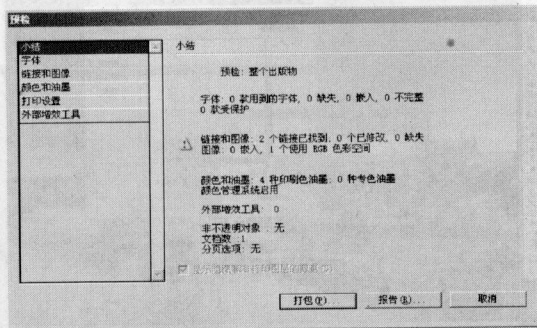 预检
小结
字体
链接和图像
颜色和油墨
打印设置
外部增效工具
小结
预检: 整个出版物
字体: 0 款用到的字体, 0 缺失, 0 嵌入, 0 不完整
0 款受保护
链接和图像: 2 个链接已找到, 0 个已修改, 0 缺失
图像: 0 嵌入, 1 个使用 RGB 色彩空间
颜色和油墨: 4 种印刷色油墨, 0 种专色油墨
颜色管理系统启用
外部增效工具: 0
非不透明对象: 无
文档数: 1
分页选项: 无
打包(P)...
报告(R)...
取消